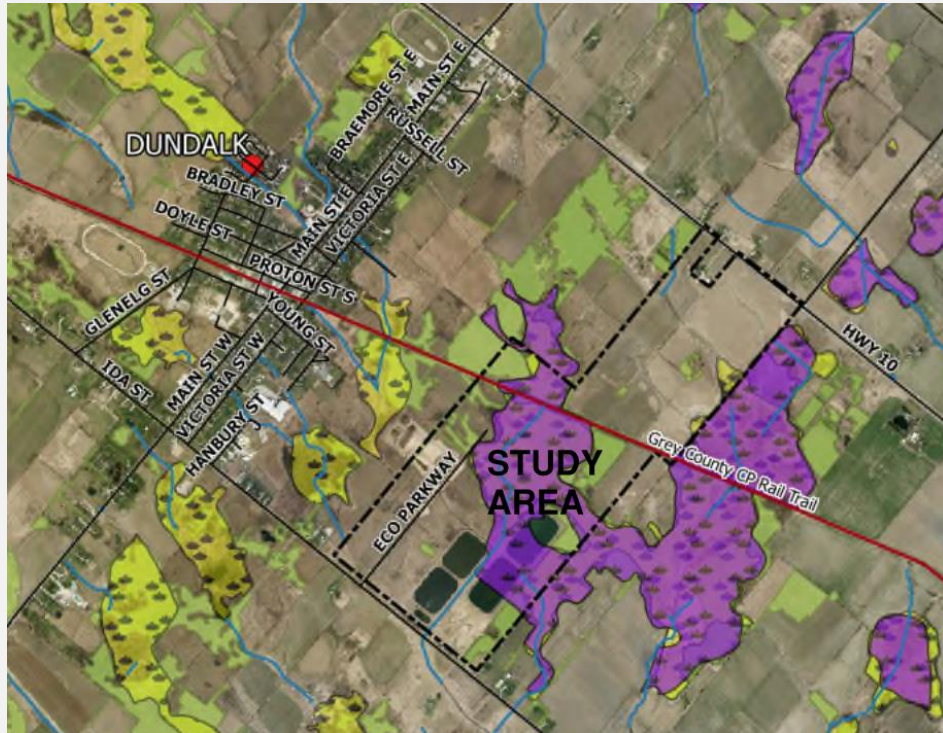 BRAEMORE ST E
MAIN ST E
RUSSELL ST
DUNDALK
BRADLEY ST
VICTORIA ST E
MAIN ST E
DOYLE ST
PROTON ST S
GLENELG ST
YOUNG ST
IDA ST
MAIN ST W
VICTORIA ST W
HANBURY ST
HWY 10
Grey County CP Rail Trail
STUDY
AREA
ECO PARKWAY